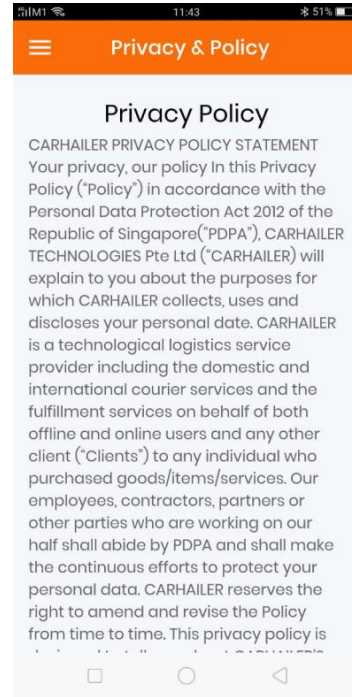 M1 11:43 51%
Privacy & Policy
Privacy Policy
CARHAILER PRIVACY POLICY STATEMENT
Your privacy, our policy In this Privacy
Policy ("Policy") in accordance with the
Personal Data Protection Act 2012 of the
Republic of Singapore("PDPA"), CARHAILER
TECHNOLOGIES Pte Ltd ("CARHAILER) will
explain to you about the purposes for
which CARHAILER collects, uses and
discloses your personal date. CARHAILER
is a technological logistics service
provider including the domestic and
international courier services and the
fulfillment services on behalf of both
offline and online users and any other
client ("Clients") to any individual who
purchased goods/items/services. Our
employees, contractors, partners or
other parties who are working on our
half shall abide by PDPA and shall make
the continuous efforts to protect your
personal data. CARHAILER reserves the
right to amend and revise the Policy
from time to time. This privacy policy is